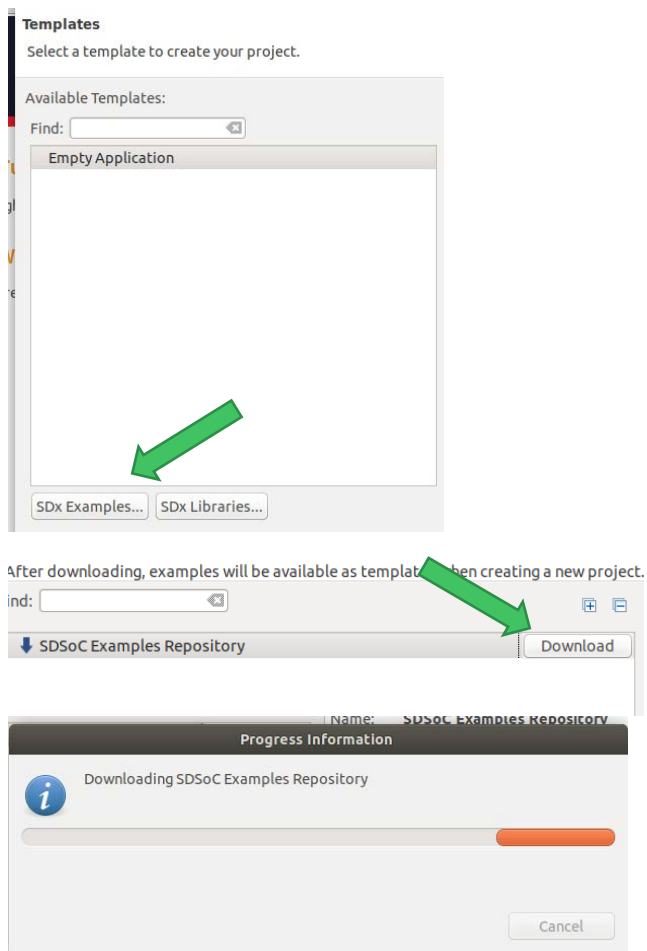 Templates
Select a template to create your project.
Available Templates:
Find:
Empty Application
SDx Examples... SDx Libraries...
After downloading, examples will be available as when creating a new project.
ind:
SDSoC Examples Repository Download
Name: SDSoC Examples Repository
Progress Information
Downloading SDSoC Examples Repository
Cancel